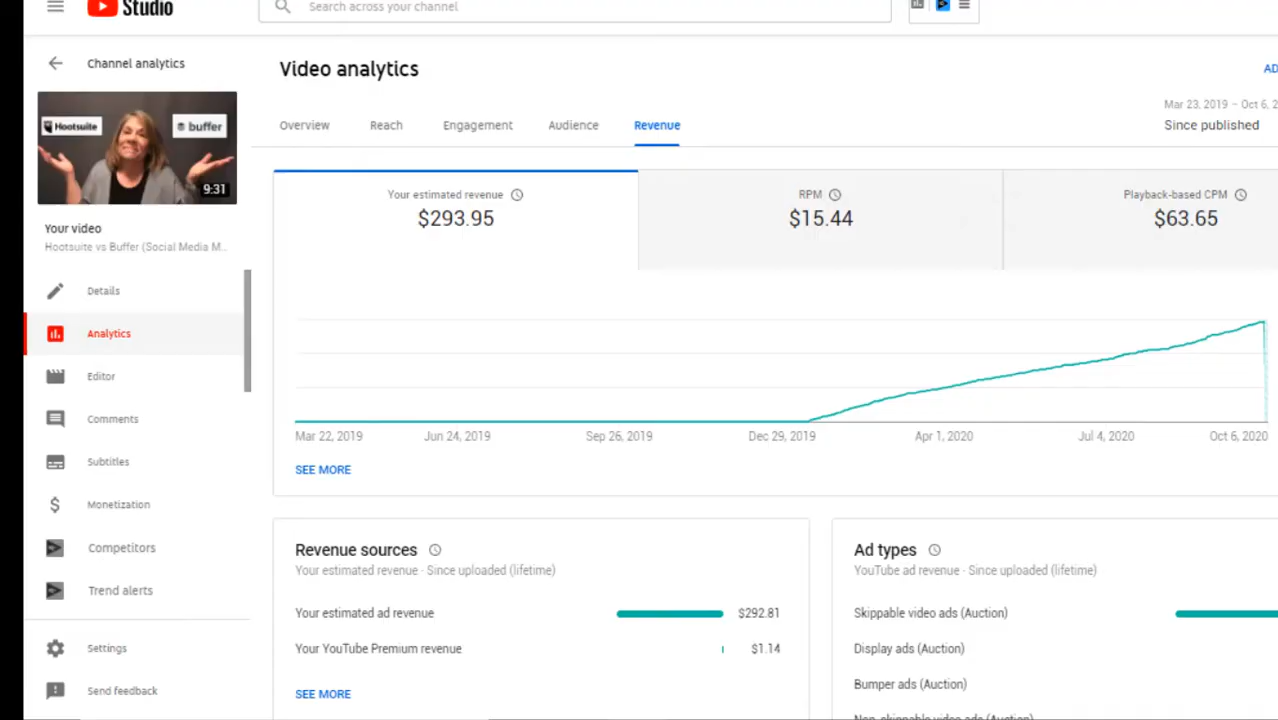 Studio
Search across your channel
Channel analytics
Video analytics
Mar 23, 2019 – Oct 6, 2
Since published
Overview
Reach
Engagement
Audience
Revenue
Hootsuite
buffer
9:31
Your video
Hootsuite vs Buffer (Social Media M...
Details
Analytics
Editor
Comments
Subtitles
Monetization
Competitors
Trend alerts
Settings
Send feedback
Your estimated revenue
$293.95
RPM
$15.44
Playback-based CPM
$63.65
Mar 22, 2019
Jun 24, 2019
Sep 26, 2019
Dec 29, 2019
Apr 1, 2020
Jul 4, 2020
Oct 6, 2020
SEE MORE
Revenue sources
Your estimated revenue · Since uploaded (lifetime)
Your estimated ad revenue $292.81
Your YouTube Premium revenue $1.14
SEE MORE
Ad types
YouTube ad revenue · Since uploaded (lifetime)
Skippable video ads (Auction)
Display ads (Auction)
Bumper ads (Auction)
Non-skippable video ads (Auction)